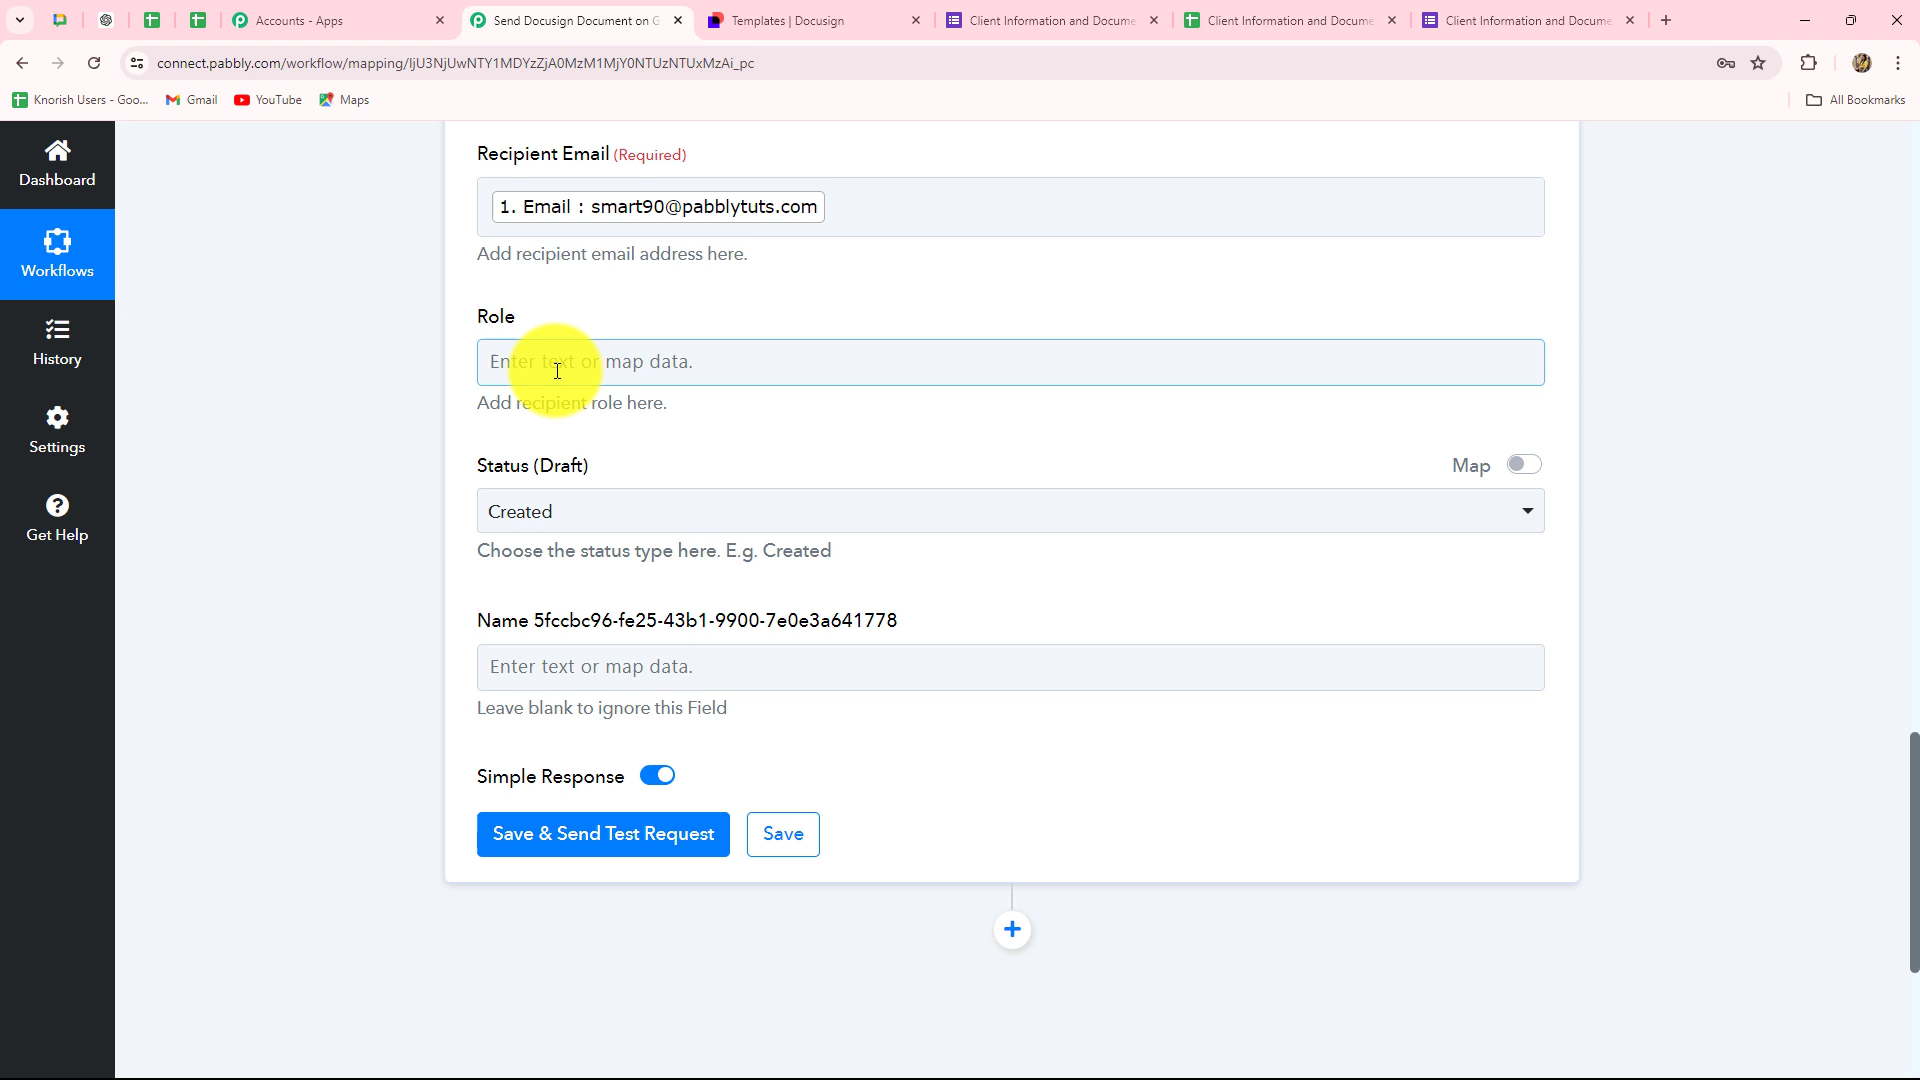 Accounts - Apps
Send Docusign Document on G
Templates | Docusign
Client Information and Docume
Client Information and Docume
Client Information and Docume
connect.pabbly.com/workflow/mapping/IjU3NjUwNTY1MDYzZjA0MzM1MjY0NTUzNTUxMzAi_pc
Knorish Users - Goo...
Gmail
YouTube
Maps
All Bookmarks
Dashboard
Workflows
History
Settings
Get Help
Recipient Email (Required)
1. Email : smart90@pabblytuts.com
Add recipient email address here.
Role
Enter text or map data.
Add recipient role here.
Status (Draft)
Map
Created
Choose the status type here. E.g. Created
Name 5fccbc96-fe25-43b1-9900-7e0e3a641778
Enter text or map data.
Leave blank to ignore this Field
Simple Response
Save & Send Test Request
Save